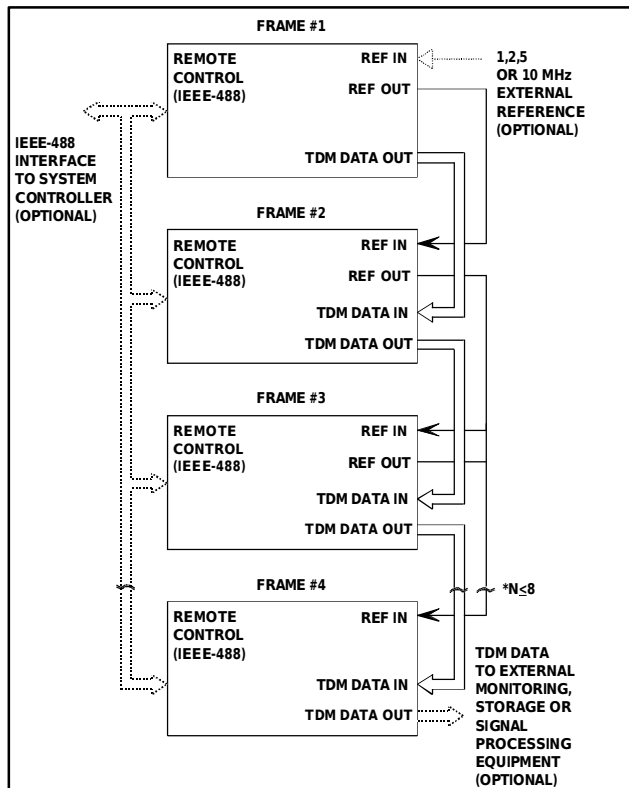 FRAME #1
REMOTE
CONTROL
(IEEE-488)
REF IN
REF OUT
TDM DATA OUT
1,2,5
OR 10 MHz
EXTERNAL
REFERENCE
(OPTIONAL)
IEEE-488
INTERFACE
TO SYSTEM
CONTROLLER
(OPTIONAL)
FRAME #2
REMOTE
CONTROL
(IEEE-488)
REF IN
REF OUT
TDM DATA IN
TDM DATA OUT
FRAME #3
REMOTE
CONTROL
(IEEE-488)
REF IN
REF OUT
TDM DATA IN
TDM DATA OUT
*N≤8
FRAME #4
REMOTE
CONTROL
(IEEE-488)
REF IN
TDM DATA IN
TDM DATA OUT
TDM DATA
TO EXTERNAL
MONITORING,
STORAGE OR
SIGNAL
PROCESSING
EQUIPMENT
(OPTIONAL)